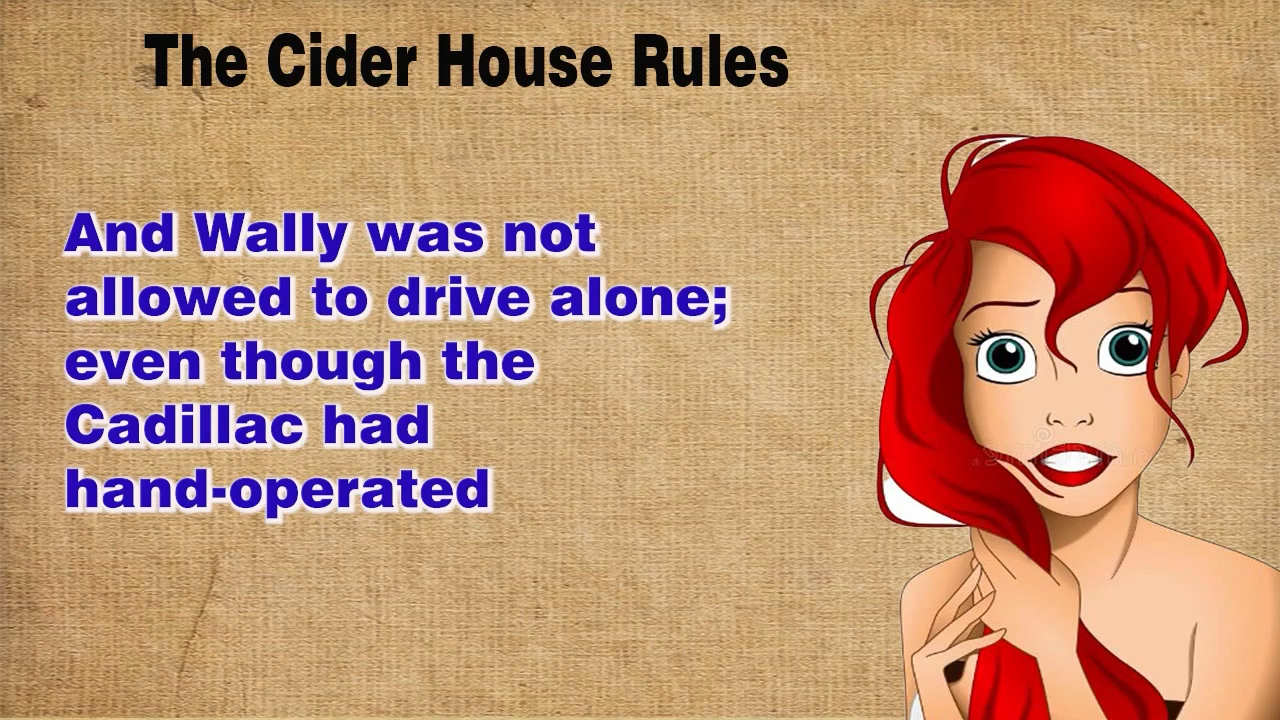 The Cider House Rules
And Wally was not
allowed to drive alone;
even though the
Cadillac had
hand-operated